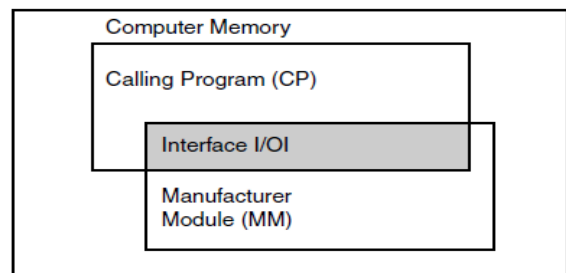 Computer Memory
Calling Program (CP)
Interface I/OI
Manufacturer
Module (MM)